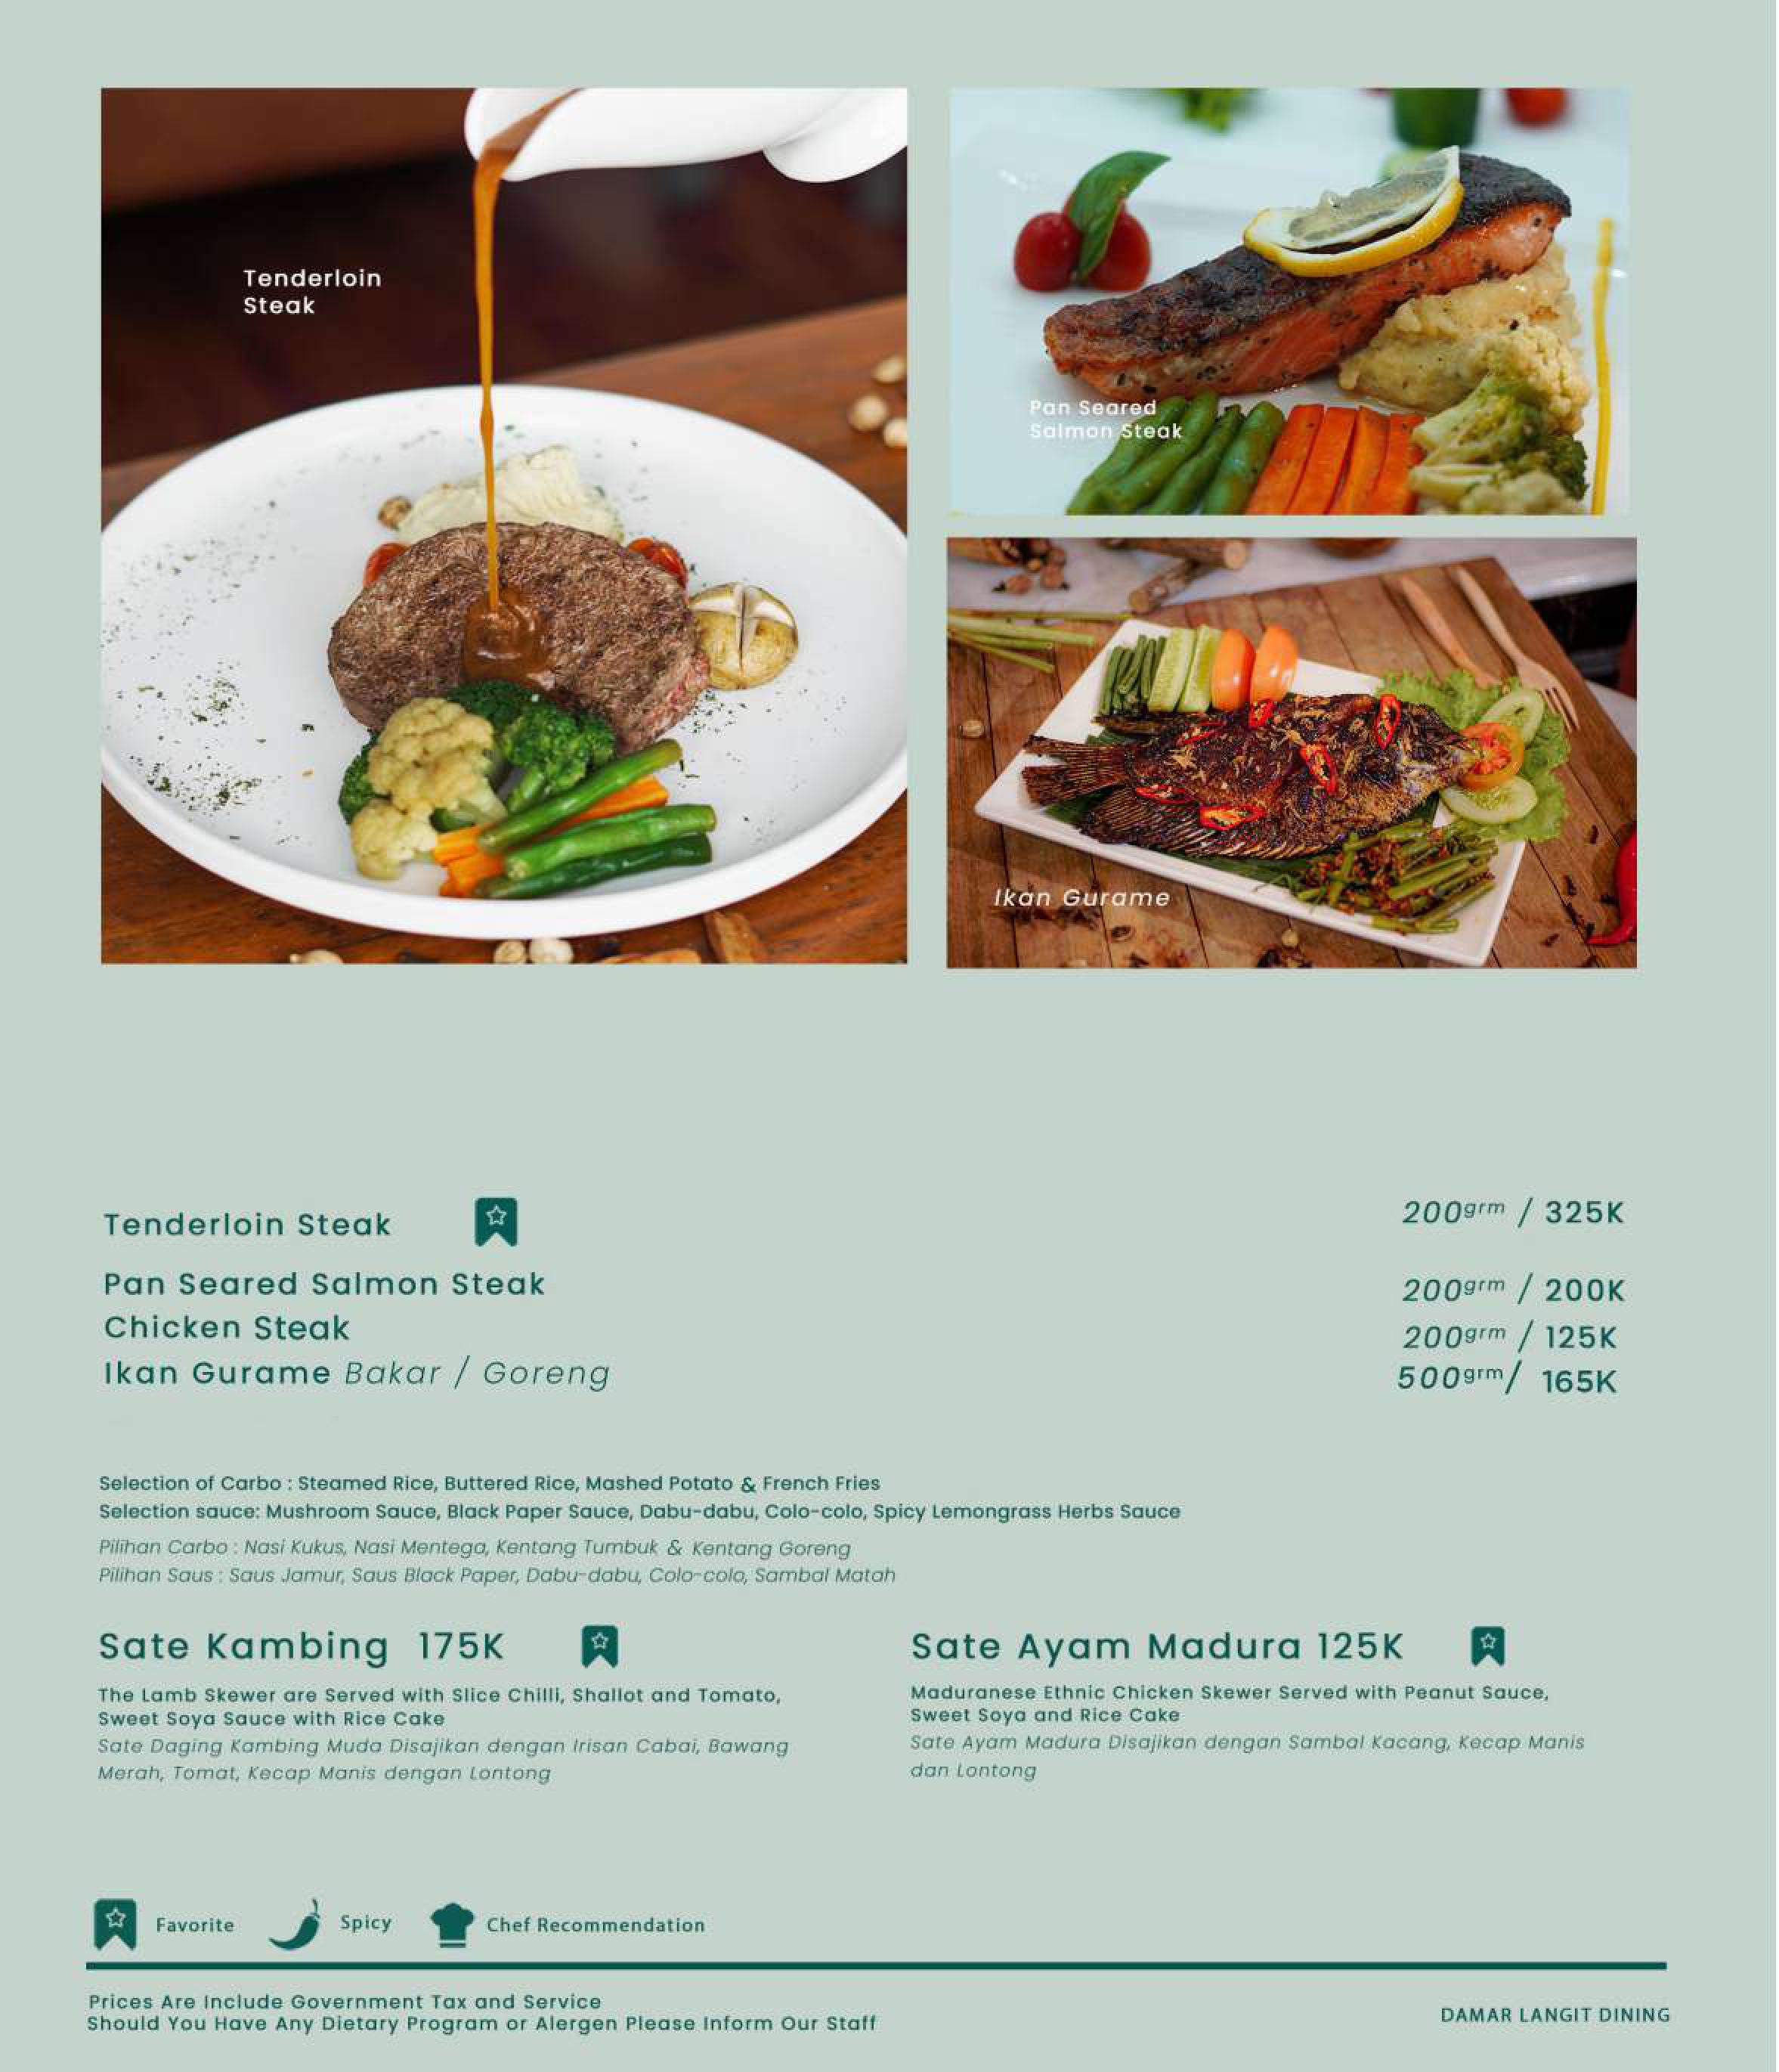 Tenderloin
Steak
Pan Seared
Salmon Steak
Ikan Gurame
Tenderloin Steak 200grm / 325K
Pan Seared Salmon Steak 200grm / 200K
Chicken Steak 200grm / 125K
Ikan Gurame Bakar / Goreng 500grm/ 165K
Selection of Carbo : Steamed Rice, Buttered Rice, Mashed Potato & French Fries
Selection sauce: Mushroom Sauce, Black Paper Sauce, Dabu-dabu, Colo-colo, Spicy Lemongrass Herbs Sauce
Pilihan Carbo : Nasi Kukus, Nasi Mentega, Kentang Tumbuk & Kentang Goreng
Pilihan Saus : Saus Jamur, Saus Black Paper, Dabu-dabu, Colo-colo, Sambal Matah
Sate Kambing 175K
The Lamb Skewer are Served with Slice Chilli, Shallot and Tomato,
Sweet Soya Sauce with Rice Cake
Sate Daging Kambing Muda Disajikan dengan Irisan Cabai, Bawang
Merah, Tomat, Kecap Manis dengan Lontong
Sate Ayam Madura 125K
Maduranese Ethnic Chicken Skewer Served with Peanut Sauce,
Sweet Soya and Rice Cake
Sate Ayam Madura Disajikan dengan Sambal Kacang, Kecap Manis
dan Lontong
Favorite Spicy Chef Recommendation
Prices Are Include Government Tax and Service
Should You Have Any Dietary Program or Alergen Please Inform Our Staff
DAMAR LANGIT DINING